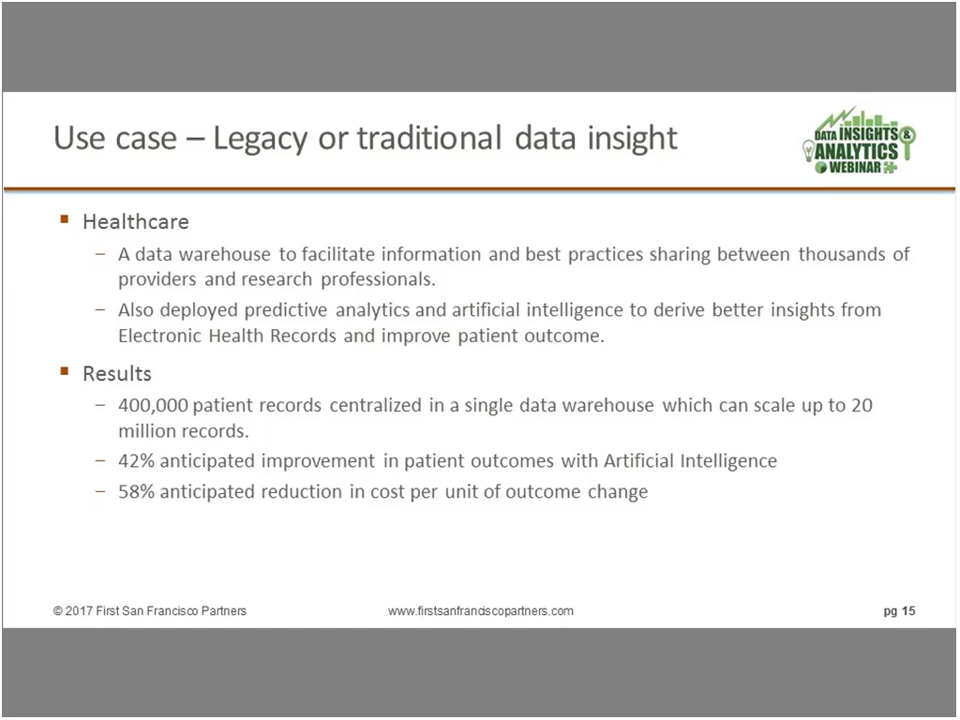 Use case – Legacy or traditional data insight
DATA INSIGHTS &
ANALYTICS
WEBINAR
▪ Healthcare
– A data warehouse to facilitate information and best practices sharing between thousands of
providers and research professionals.
– Also deployed predictive analytics and artificial intelligence to derive better insights from
Electronic Health Records and improve patient outcome.
▪ Results
– 400,000 patient records centralized in a single data warehouse which can scale up to 20
million records.
– 42% anticipated improvement in patient outcomes with Artificial Intelligence
– 58% anticipated reduction in cost per unit of outcome change
© 2017 First San Francisco Partners www.firstsanfranciscopartners.com pg 15